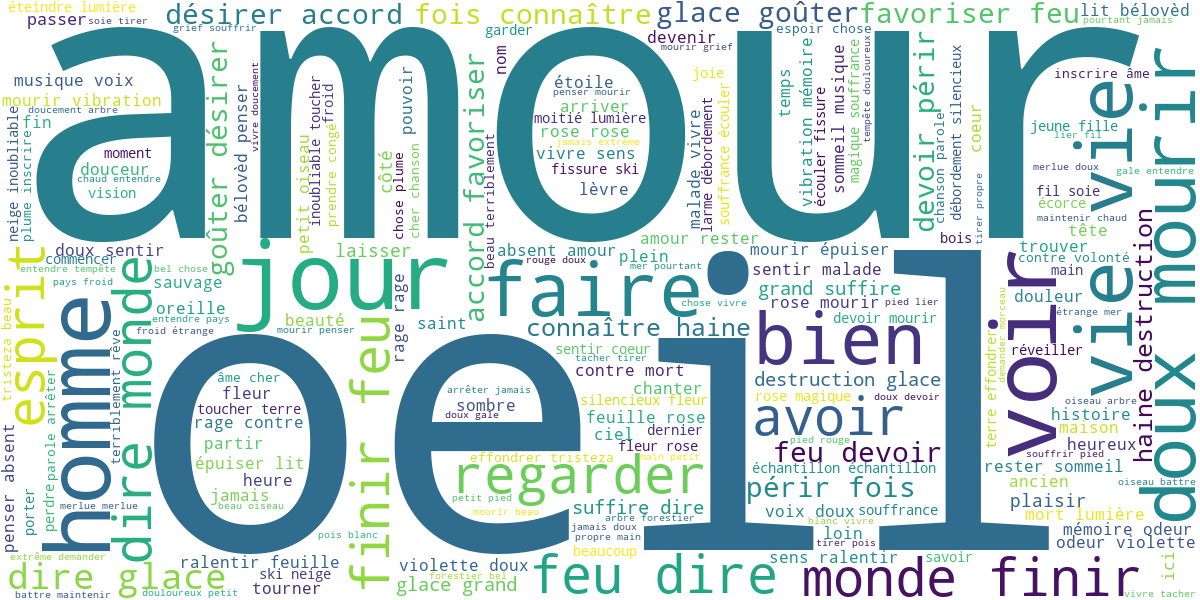 éteindre lumière
passer
soie tirer
désirer accord
fois connaître
glace goûter
favoriser feu
lit bélovèd
pourtant jamais
grief souffrir
garder
devenir
espoir chose
mourir grief
amour
musique voix
mourir vibration
doucement arbre
fin
moment
douceur
chaud entendre
vision
neige inoubliable
plume inscrire
goûter désirer
belovèd penser
vivre doucement
petit oiseau
inoubliable toucher
prendre congé
froid
côté
cher chanson
chose plume
pouvoir
accord favoriser
beau terriblement
nom
étoile
penser mourir
arriver
moitié lumière
rose rose
jamais extrême
vivre sens
fissure ski
lèvre
joie
malade vivre
larme débordement
souffrance écouler
temps
vibration mémoire
écouler fissure
sommeil musique
magique souffrance
tempête douloureux
devoir périr
chanson parole
débordement silencieux
coeur
tirer propre
inscrire âme
jeune fille
lier fil
merlue doux
gale entendre
fil soie
écorce
maintenir chaud
tête
vie vie
doux mourir
bois
doux sentir
commencer
entendre tempête
bel chose
pays froid
sauvage
oreille
entendre pays
froid étrange
jour
laisser
beauté
mourir penser
saint
rage rage
absent amour
rouge doux
plein
mer pourtant
amour rester
faire
chose vivre
connaître haine
mourir épuiser
sentir malade
grand suffire
rose mourir
pied lier
devoir mourir
bien
trouver
contre volonté
main
douleur
étrange mer
réveiller
voir
demander morceau
terre effondrer
haine destruction
esprit
tristeza beau
homme
dire monde
terriblement rêve
parole arrêter
perdre
penser absent
porter
merlue merlue
finir feu
oeil
âme cher
fleur
toucher terre
rage contre
partir
épuiser lit
heure
jamais
beau oiseau
pois blanc
arrêter jamais
sombre
doux gale
sentir coeur
tacher tirer
contre mort
chanter
silencieux fleur
feuille rose
ciel
dernier
fleur rose
effondrer tristeza
main petit
regarder
petit pied
mourir beau
suffire dire
arbre forestier
jamais doux
propre main
beaucoup
destruction glace
rose magique
doux devoir
avoir
pied rouge
feu devoir
échantillon échantillon
périr fois
voix doux
souffrance
blanc vivre
loin
tirer pois
sens ralentir
savoir
oiseau arbre
histoire
maison
heureux
souffrir pied
rester sommeil
ancien
oiseau battre
plaisir
mort lumière
mémoire odeur
odeur violette
ici
vivre tacher
extrême demander
dire glace
battre maintenir
douloureux petit
ralentir feuille
ski neige
tourner
violette doux
forestier bel
glace grand
feu dire
monde finir